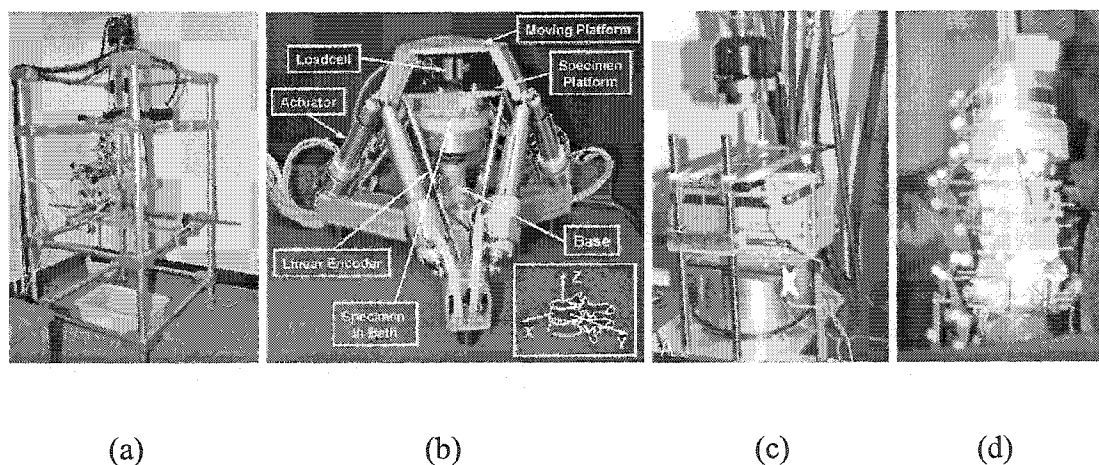 Moving Platform
Loadcell
Specimen
Platform
Actuator
Base
Linear Encoder
Specimen
in Bath
Z
X
Y
(a)
(b)
(c)
(d)